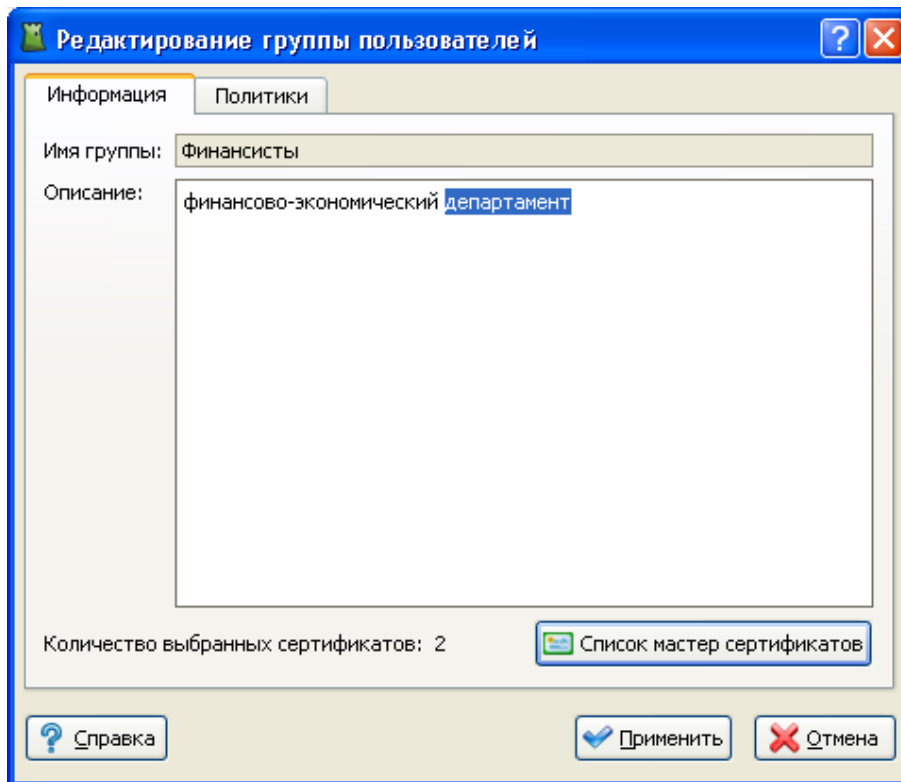 Редактирование группы пользователей
Информация
Политики
Имя группы: Финансисты
Описание: финансово-экономический департамент
Количество выбранных сертификатов: 2
Список мастер сертификатов
Справка
Применить
Отмена